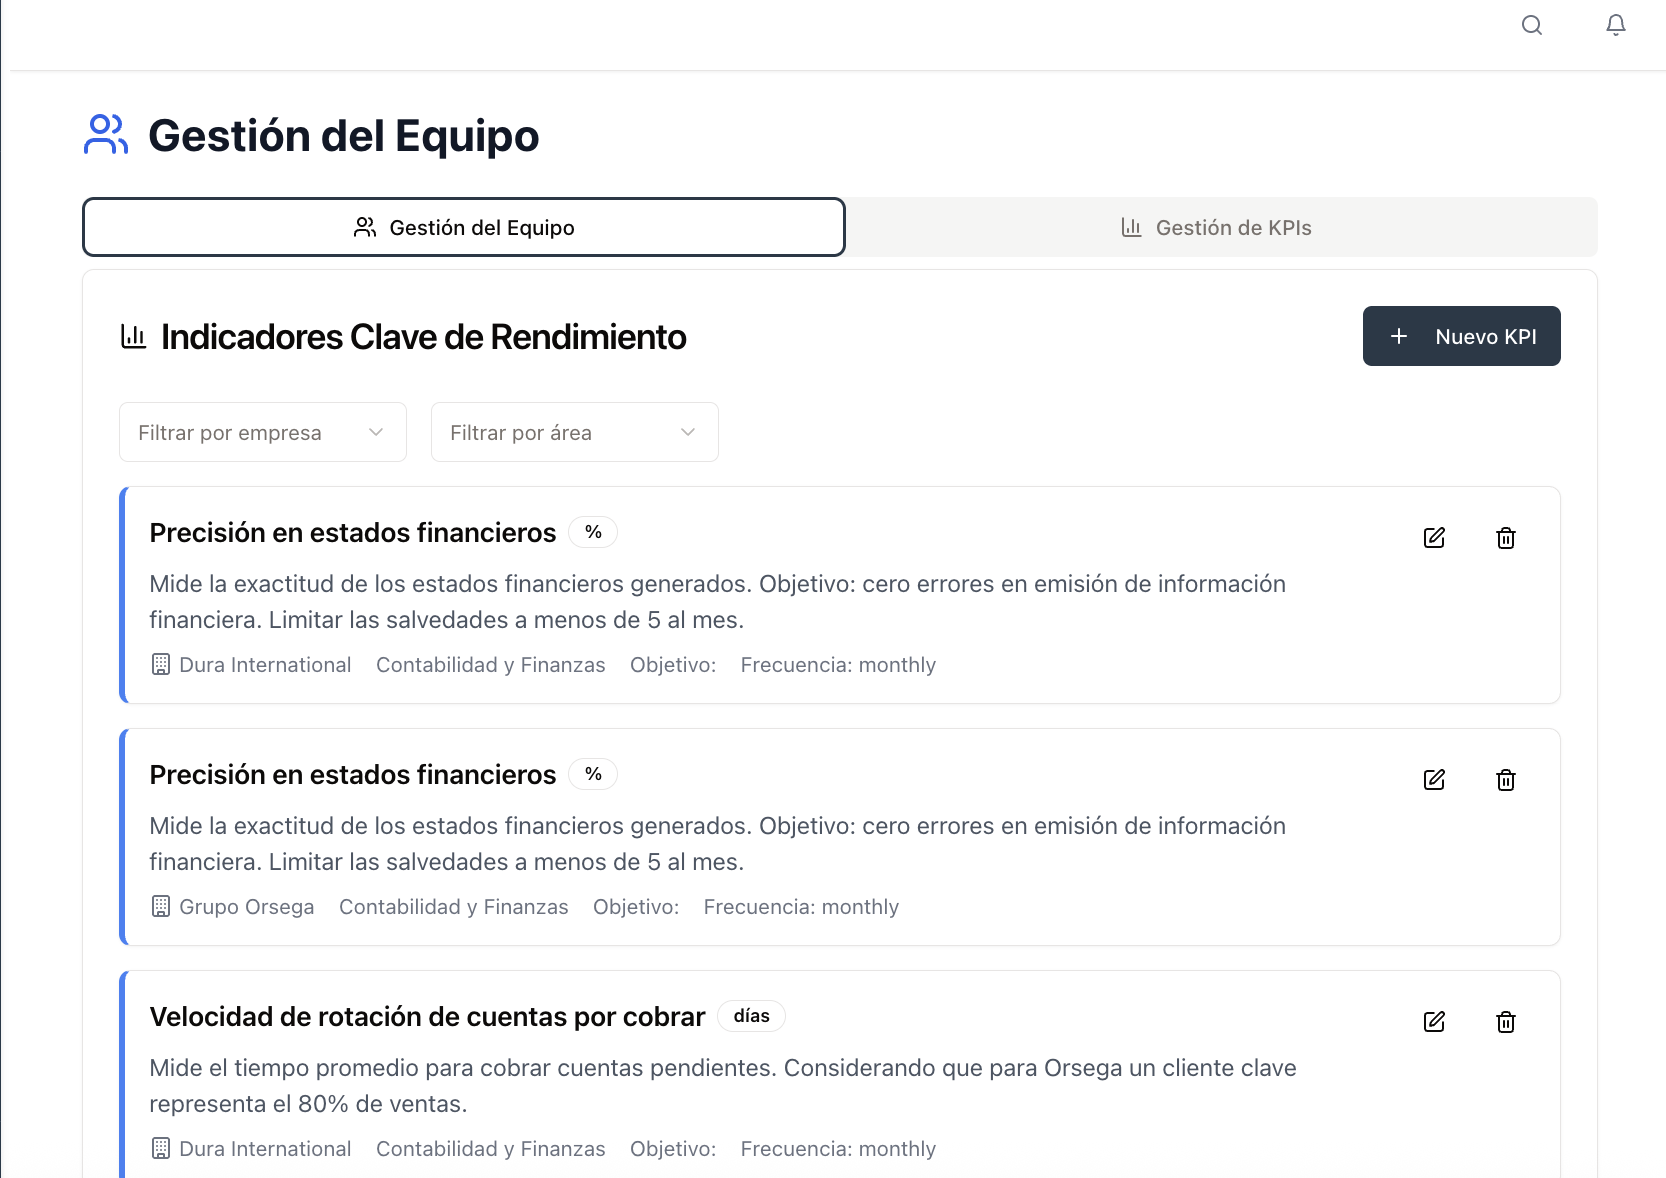 Gestión del Equipo
Gestión del Equipo
Gestión de KPIs
Indicadores Clave de Rendimiento
+ Nuevo KPI
Filtrar por empresa
Filtrar por área
Precisión en estados financieros %
Mide la exactitud de los estados financieros generados. Objetivo: cero errores en emisión de información
financiera. Limitar las salvedades a menos de 5 al mes.
Dura International Contabilidad y Finanzas Objetivo: Frecuencia: monthly
Precisión en estados financieros %
Mide la exactitud de los estados financieros generados. Objetivo: cero errores en emisión de información
financiera. Limitar las salvedades a menos de 5 al mes.
Grupo Orsega Contabilidad y Finanzas Objetivo: Frecuencia: monthly
Velocidad de rotación de cuentas por cobrar días
Mide el tiempo promedio para cobrar cuentas pendientes. Considerando que para Orsega un cliente clave
representa el 80% de ventas.
Dura International Contabilidad y Finanzas Objetivo: Frecuencia: monthly